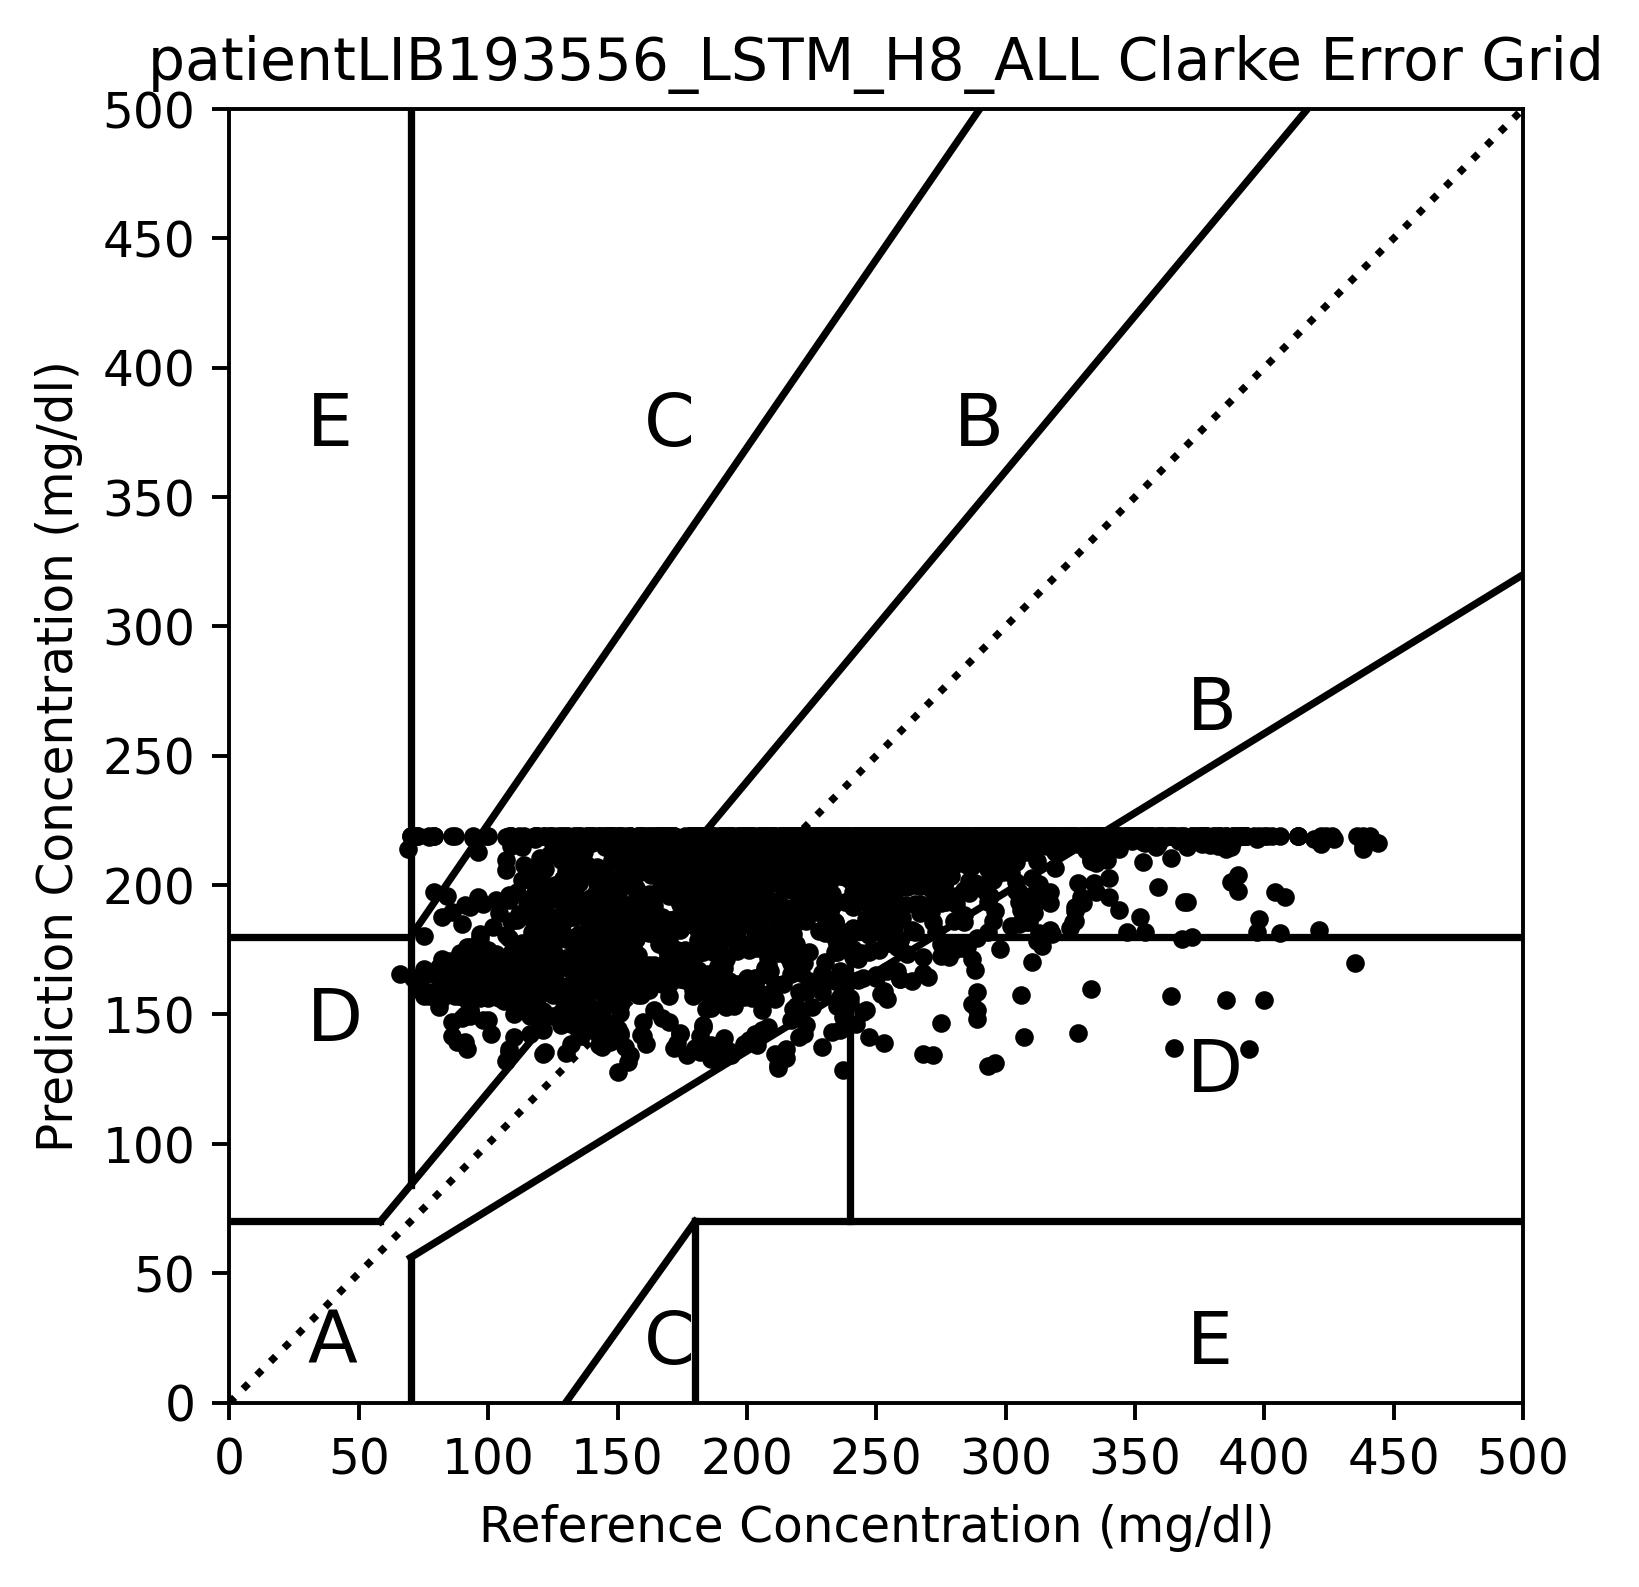 patientLIB193556_LSTM_H8_ALL Clarke Error Grid
500
450
400
350
300
250
200
150
100
50
0
Prediction Concentration (mg/dl)
E
C
B
B
D
D
A
C
E
0 50 100 150 200 250 300 350 400 450 500
Reference Concentration (mg/dl)